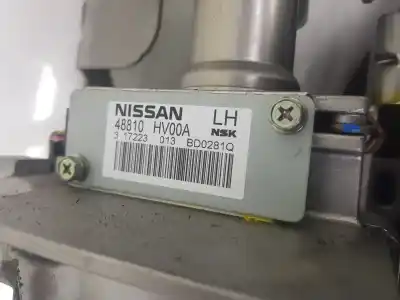 NISSAN LH
48810 HV00A NSK
3 17223 013 BD0281Q